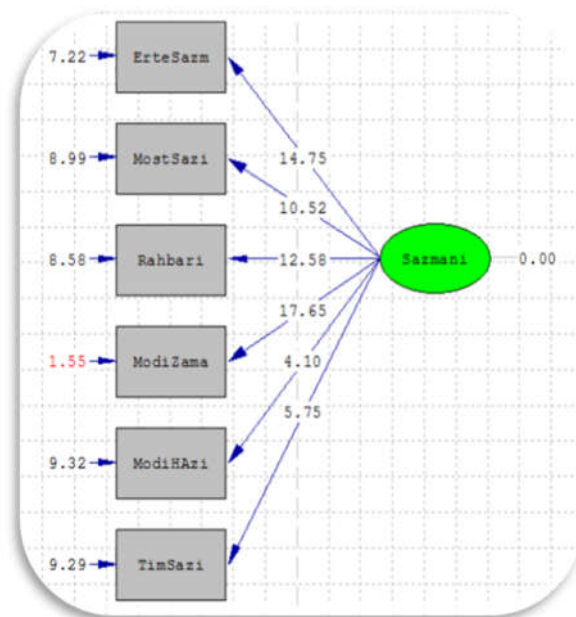 7.22 ErteSazm
14.75
8.99 MostSazi
10.52
8.58 Rahbari 12.58 Sazmani 0.00
17.65
1.55 ModiZama 4.10
5.75
9.32 ModiHAzi
9.29 TimSazi